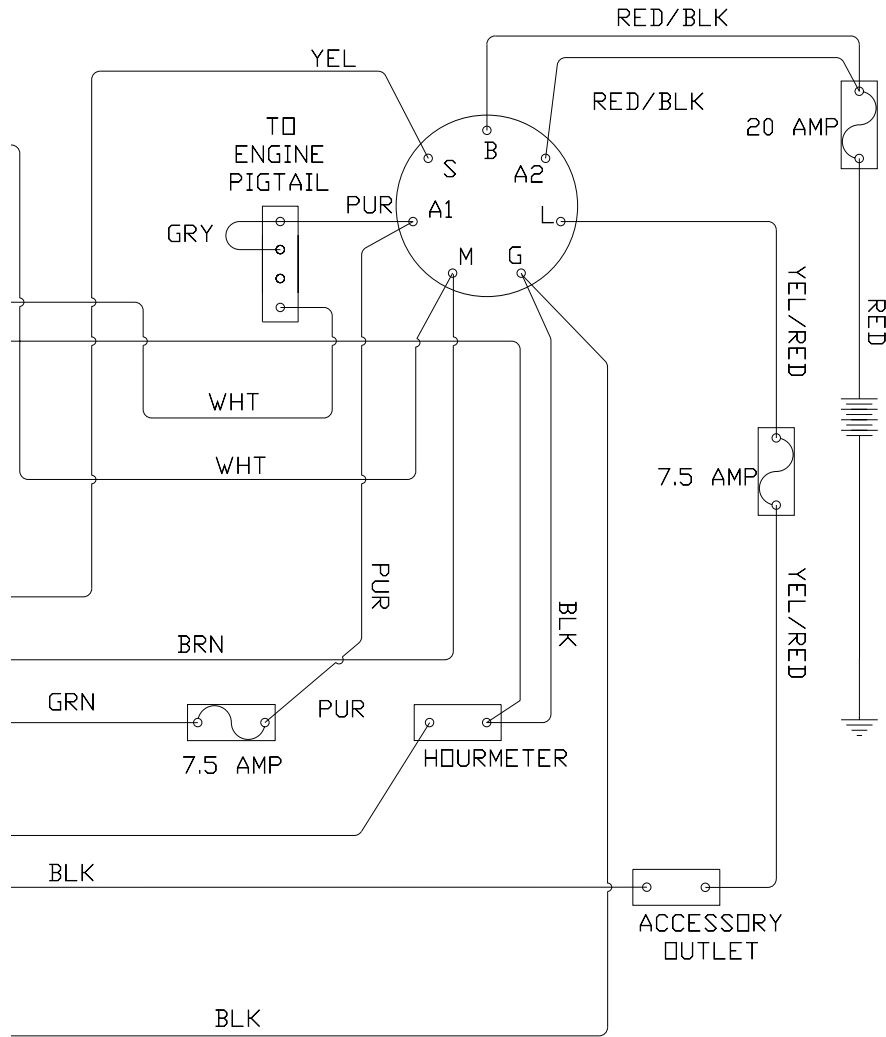 RED/BLK
YEL
RED/BLK
TO
ENGINE
PIGTAIL
20 AMP
B
S
A2
PUR
A1
L
GRY
M
G
YEL/RED
RED
WHT
WHT
7.5 AMP
PUR
BLK
YEL/RED
BRN
GRN
PUR
7.5 AMP
HOURMETER
BLK
ACCESSORY
OUTLET
BLK